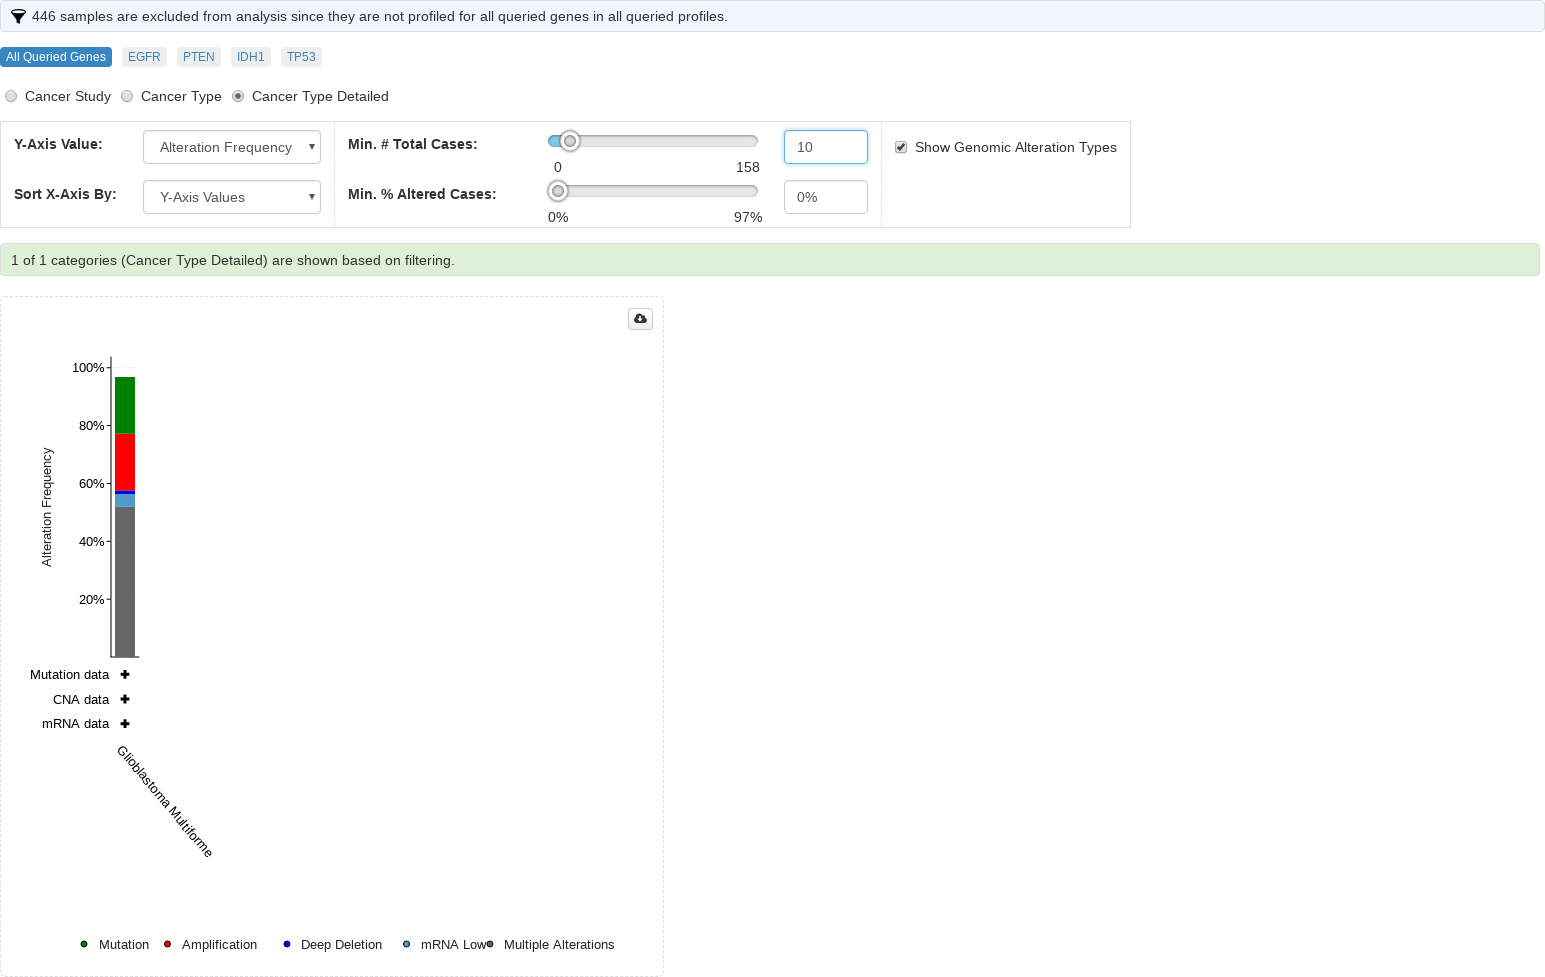 446 samples are excluded from analysis since they are not profiled for all queried genes in all queried profiles.
All Queried Genes EGFR PTEN IDH1 TP53
Cancer Study Cancer Type Cancer Type Detailed
Y-Axis Value: Alteration Frequency Min. # Total Cases: 10 Show Genomic Alteration Types
0 158
Sort X-Axis By: Y-Axis Values Min. % Altered Cases: 0%
0% 97%
1 of 1 categories (Cancer Type Detailed) are shown based on filtering.
100%
80%
60%
40%
20%
Alteration Frequency
Mutation data
CNA data
mRNA data
Glioblastoma Multiforme
Mutation Amplification Deep Deletion mRNA Low Multiple Alterations